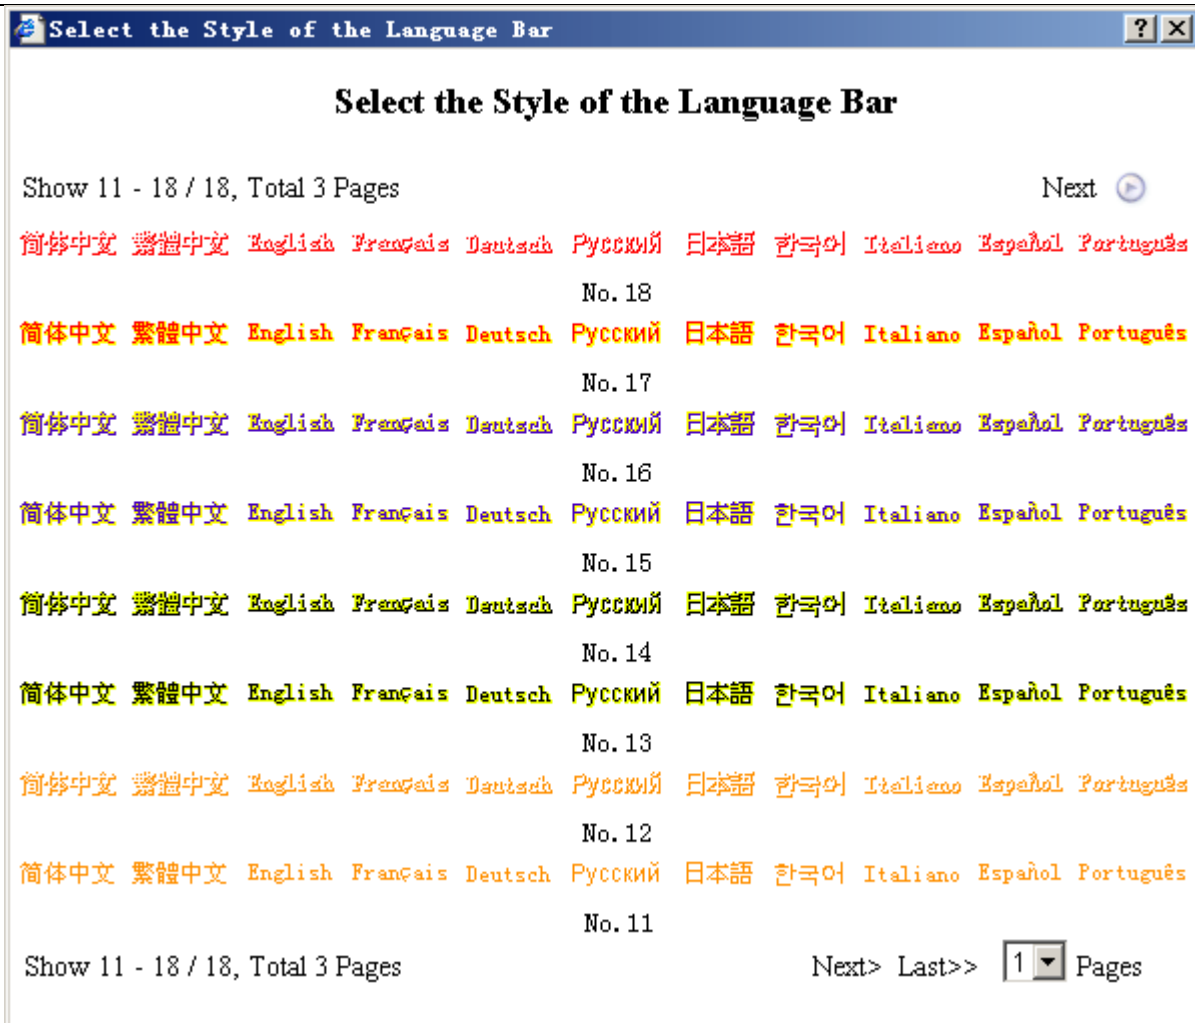 Select the Style of the Language Bar
Select the Style of the Language Bar
Show 11 - 18 / 18, Total 3 Pages Next
简体中文 繁體中文 English Français Deutsch Русский 日本語 한국어 Italiano Español Português
No. 18
简体中文 繁體中文 English Français Deutsch Русский 日本語 한국어 Italiano Español Português
No. 17
简体中文 繁體中文 English Français Deutsch Русский 日本語 한국어 Italiano Español Português
No. 16
简体中文 繁體中文 English Français Deutsch Русский 日本語 한국어 Italiano Español Português
No. 15
简体中文 繁體中文 English Français Deutsch Русский 日本語 한국어 Italiano Español Português
No. 14
简体中文 繁體中文 English Français Deutsch Русский 日本語 한국어 Italiano Español Português
No. 13
简体中文 繁體中文 English Français Deutsch Русский 日本語 한국어 Italiano Español Português
No. 12
简体中文 繁體中文 English Français Deutsch Русский 日本語 한국어 Italiano Español Português
No. 11
Show 11 - 18 / 18, Total 3 Pages Next> Last>> 1 Pages